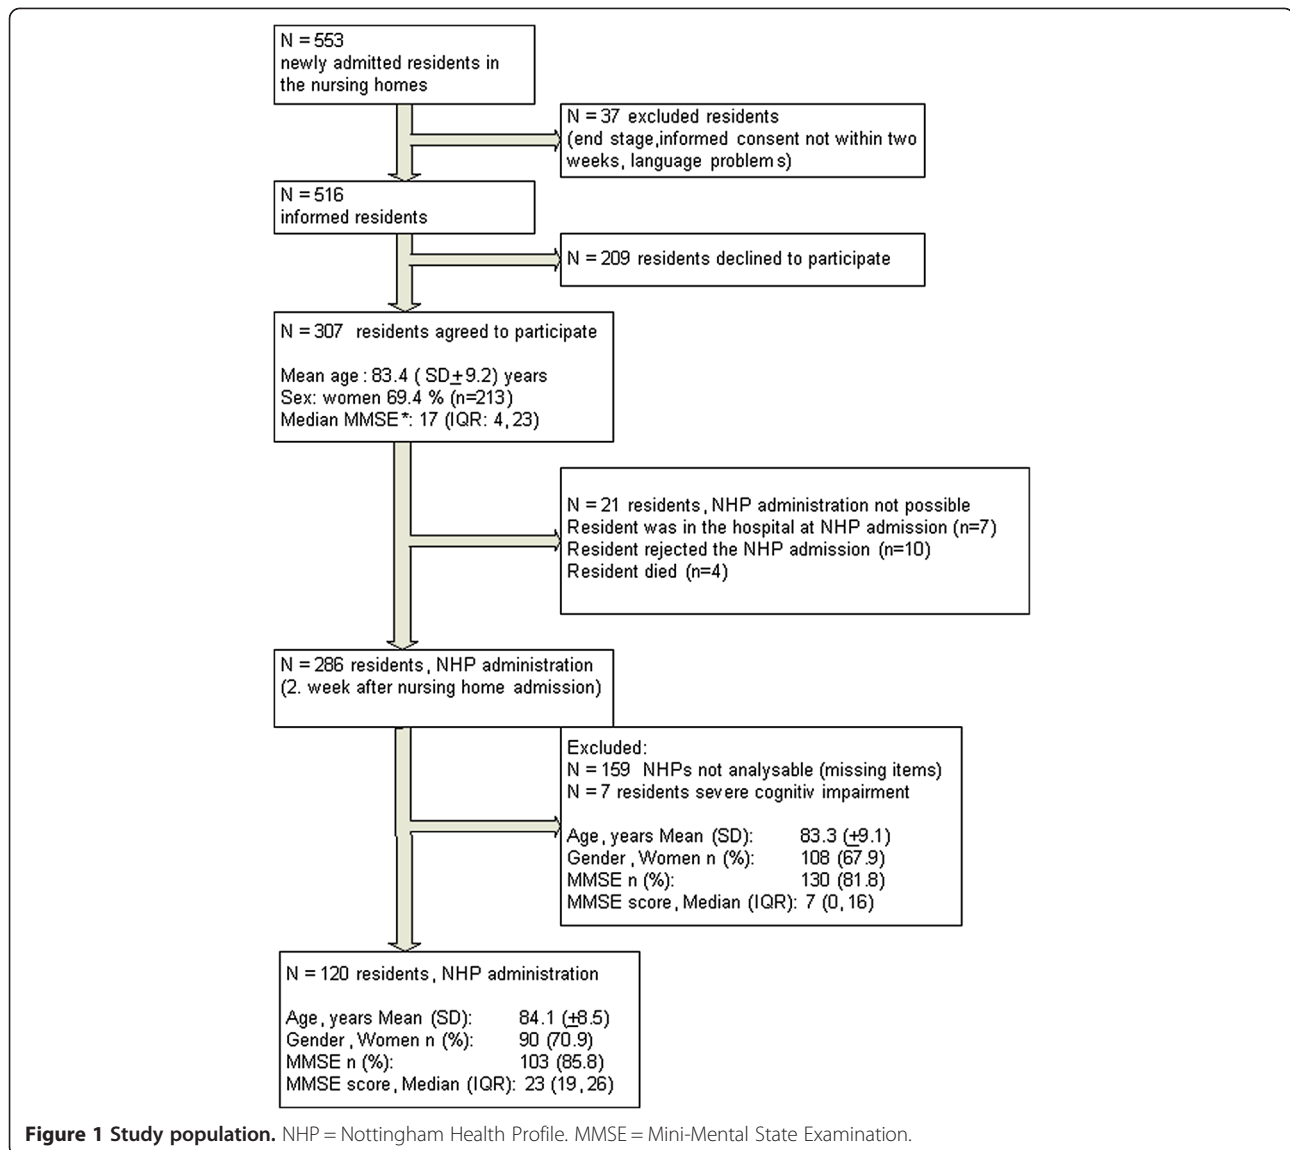 N = 553
newly admitted residents in
the nursing homes
N = 37 excluded residents
(end stage,informed consent not within two
weeks, language problems)
N = 516
informed residents
N = 209 residents declined to participate
N = 307 residents agreed to participate
Mean age : 83.4 ( SD±9.2) years
Sex: women 69.4 % (n=213)
Median MMSE*: 17 (IQR: 4, 23)
N = 21 residents, NHP administration not possible
Resident was in the hospital at NHP admission (n=7)
Resident rejected the NHP admission (n=10)
Resident died (n=4)
N = 286 residents, NHP administration
(2. week after nursing home admission)
Excluded:
N = 159 NHPs not analysable (missing items)
N = 7 residents severe cognitiv impairment
Age, years Mean (SD): 83.3 (±9.1)
Gender, Women n (%): 108 (67.9)
MMSE n (%): 130 (81.8)
MMSE score, Median (IQR): 7 (0, 16)
N = 120 residents, NHP administration
Age, years Mean (SD): 84.1 (±8.5)
Gender, Women n (%): 90 (70.9)
MMSE n (%): 103 (85.8)
MMSE score, Median (IQR): 23 (19, 26)
Figure 1 Study population. NHP = Nottingham Health Profile. MMSE = Mini-Mental State Examination.